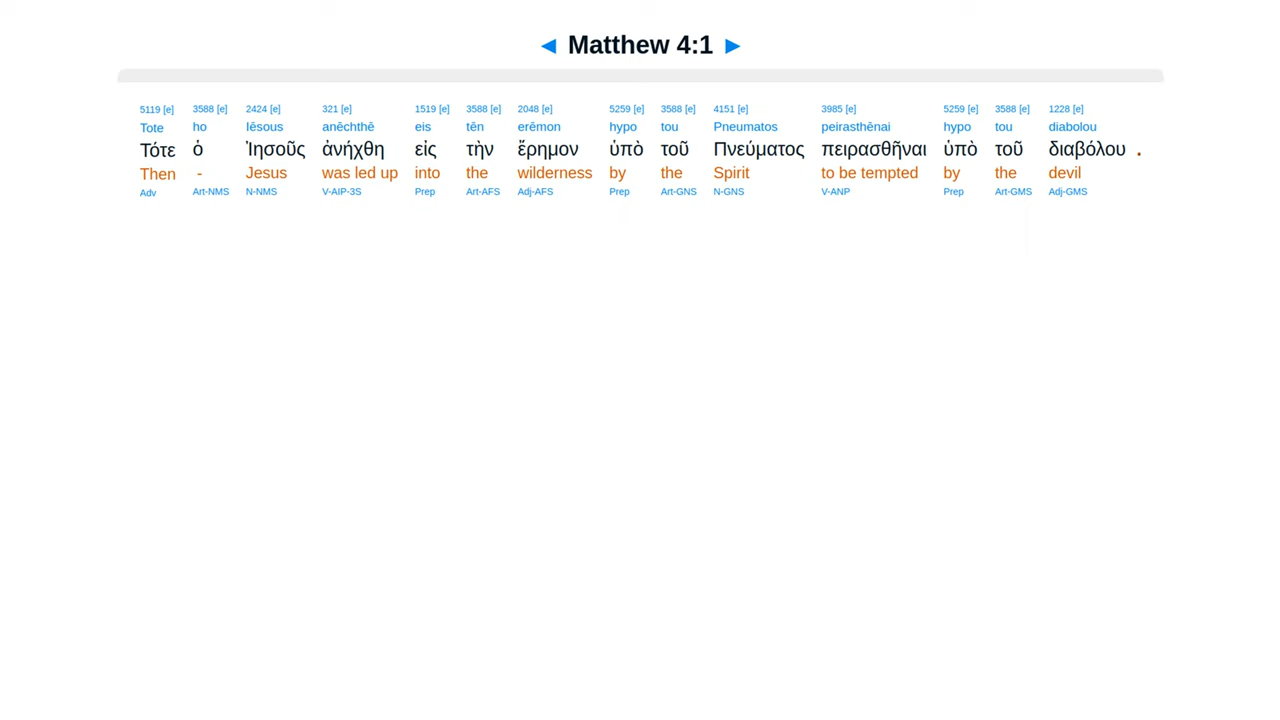 ◄ Matthew 4:1 ►
5119 [e] 3588 [e] 2424 [e] 321 [e] 1519 [e] 3588 [e] 2048 [e] 5259 [e] 3588 [e] 4151 [e] 3985 [e] 5259 [e] 3588 [e] 1228 [e]
Tote ho Iēsous anēchthē eis tēn erēmon hypo tou Pneumatos peirasthēnai hypo tou diabolou
Τότε ὁ Ἰησοῦς ἀνήχθη εἰς τὴν ἔρημον ὑπὸ τοῦ Πνεύματος πειρασθῆναι ὑπὸ τοῦ διαβόλου .
Then - Jesus was led up into the wilderness by the Spirit to be tempted by the devil
Adv Art-NMS N-NMS V-AIP-3S Prep Art-AFS Adj-AFS Prep Art-GNS N-GNS V-ANP Prep Art-GMS Adj-GMS